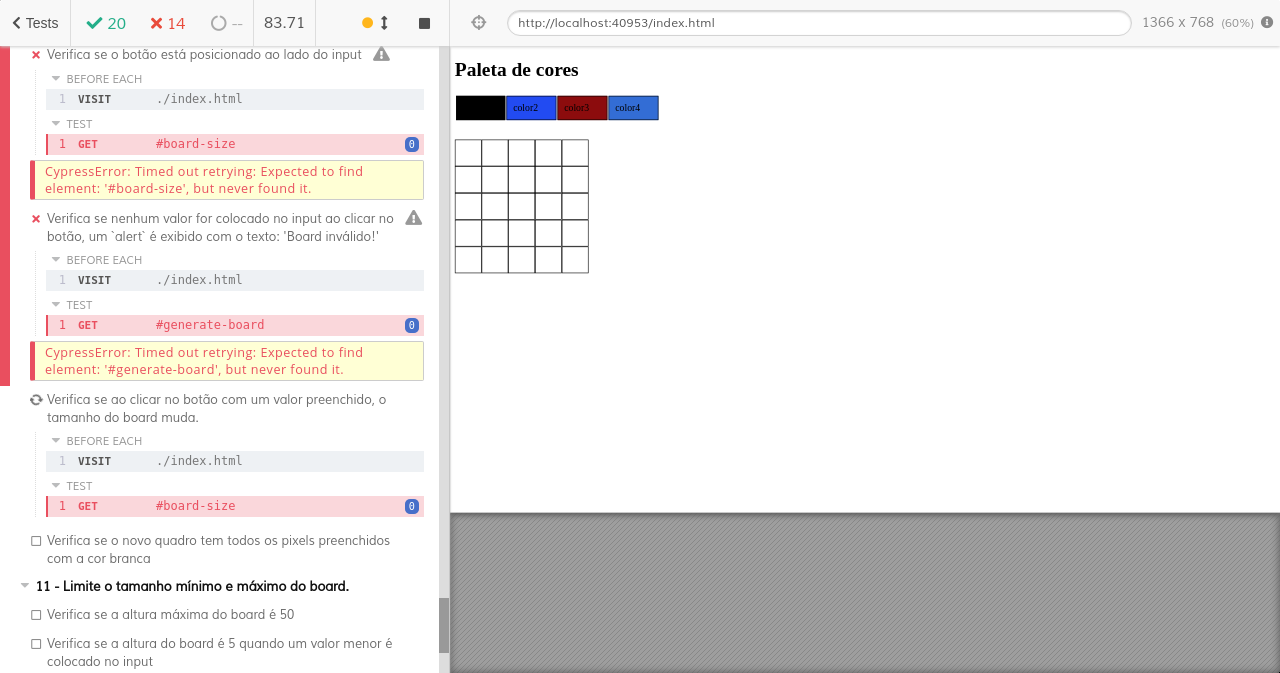 Tests 20 14 -- 83.71 http://localhost:40953/index.html 1366 x 768 (60%)
Verifica se o botão está posicionado ao lado do input
BEFORE EACH
1 VISIT ./index.html
TEST
1 GET #board-size 0
CypressError: Timed out retrying: Expected to find
element: '#board-size', but never found it.
Verifica se nenhum valor for colocado no input ao clicar no
botão, um `alert` é exibido com o texto: 'Board inválido!'
BEFORE EACH
1 VISIT ./index.html
TEST
1 GET #generate-board 0
CypressError: Timed out retrying: Expected to find
element: '#generate-board', but never found it.
Verifica se ao clicar no botão com um valor preenchido, o
tamanho do board muda.
BEFORE EACH
1 VISIT ./index.html
TEST
1 GET #board-size 0
Verifica se o novo quadro tem todos os pixels preenchidos
com a cor branca
11 - Limite o tamanho mínimo e máximo do board.
Verifica se a altura máxima do board é 50
Verifica se a altura do board é 5 quando um valor menor é
colocado no input
Paleta de cores
color2 color3 color4